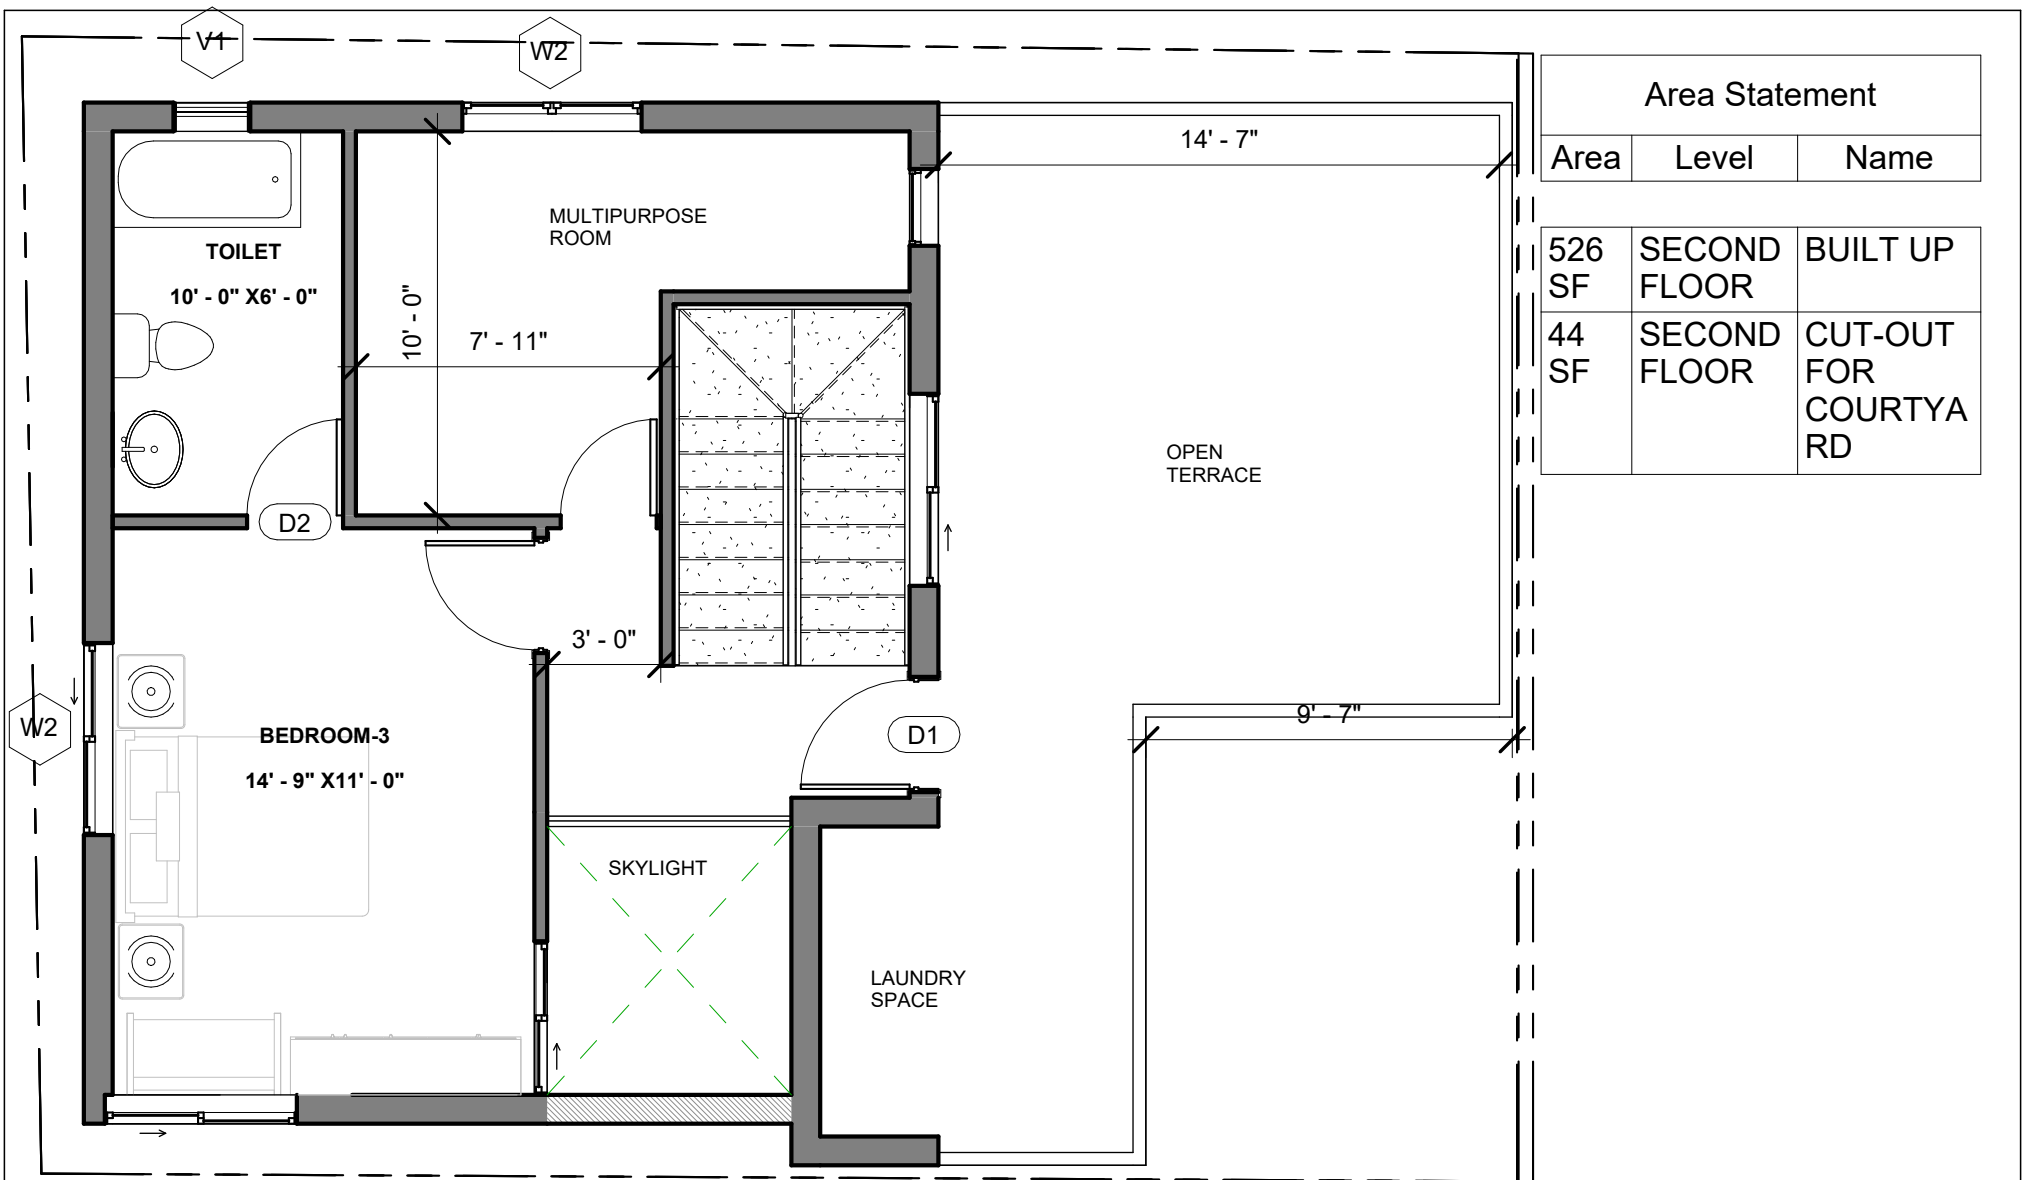 V1
W2
14' - 7"
MULTIPURPOSE
ROOM
TOILET
10' - 0" X6' - 0"
10' - 0"
7' - 11"
OPEN
TERRACE
D2
3' - 0"
W2
BEDROOM-3
14' - 9" X11' - 0"
D1
9' - 7"
SKYLIGHT
LAUNDRY
SPACE
Area Statement
Area Level Name
526 SECOND BUILT UP
SF FLOOR
44 SECOND CUT-OUT
SF FLOOR FOR
COURTYA
RD